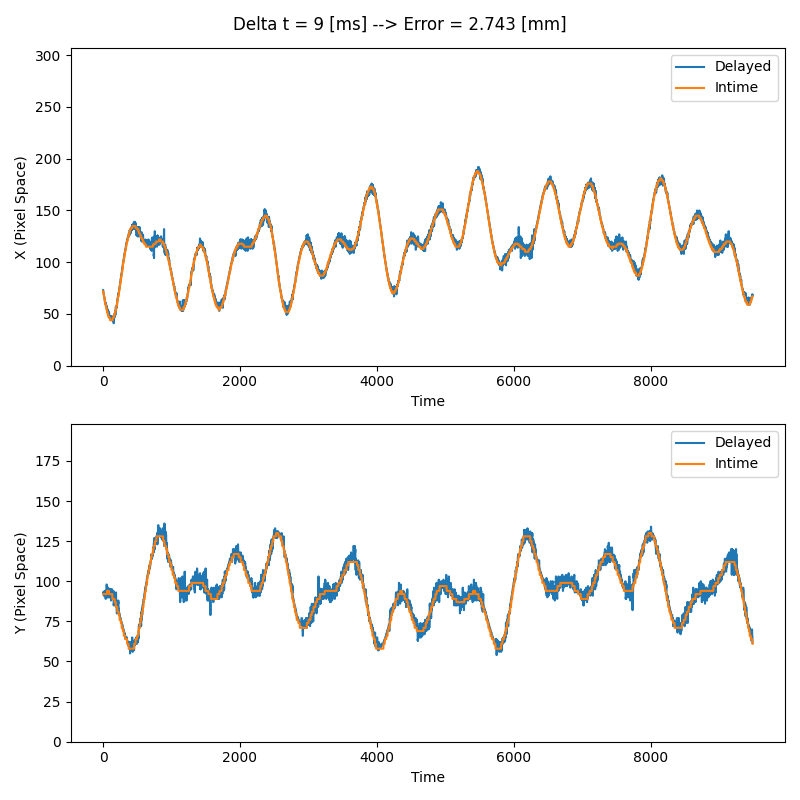 Delta t = 9 [ms] --> Error = 2.743 [mm]
300
250
200
150
100
50
0
X (Pixel Space)
Delayed
Intime
0 2000 4000 6000 8000
Time
175
150
125
100
75
50
25
0
Y (Pixel Space)
Delayed
Intime
0 2000 4000 6000 8000
Time